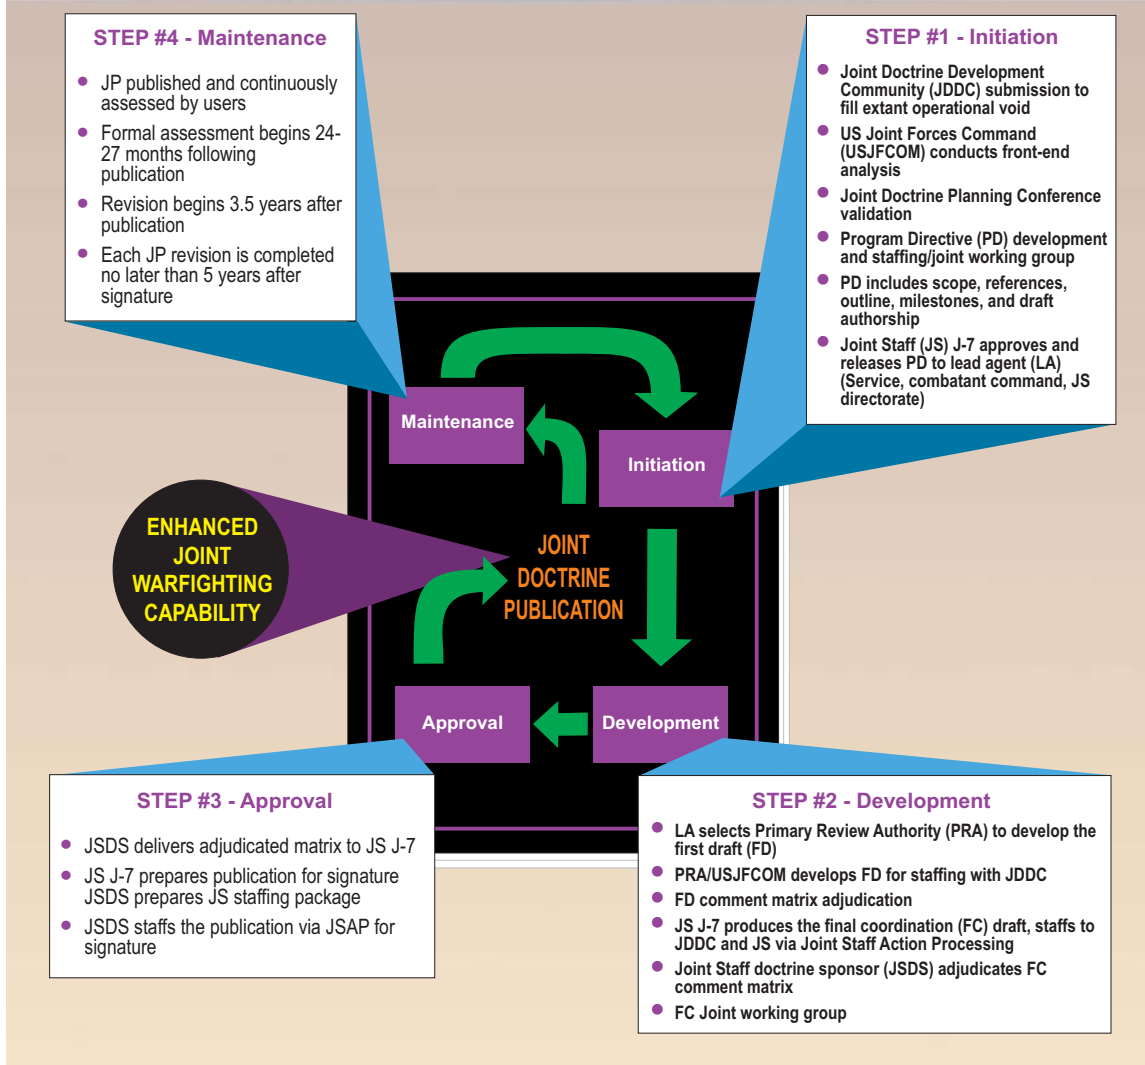 STEP #4 - Maintenance
JP published and continuously
assessed by users
Formal assessment begins 24-
27 months following
publication
Revision begins 3.5 years after
publication
Each JP revision is completed
no later than 5 years after
signature
STEP #1 - Initiation
Joint Doctrine Development
Community (JDDC) submission to
fill extant operational void
US Joint Forces Command
(USJFCOM) conducts front-end
analysis
Joint Doctrine Planning Conference
validation
Program Directive (PD) development
and staffing/joint working group
PD includes scope, references,
outline, milestones, and draft
authorship
Joint Staff (JS) J-7 approves and
releases PD to lead agent (LA)
(Service, combatant command, JS
directorate)
Maintenance
Initiation
ENHANCED
JOINT
WARFIGHTING
CAPABILITY
JOINT
DOCTRINE
PUBLICATION
Approval
Development
STEP #3 - Approval
JSDS delivers adjudicated matrix to JS J-7
JS J-7 prepares publication for signature
JSDS prepares JS staffing package
JSDS staffs the publication via JSAP for
signature
STEP #2 - Development
LA selects Primary Review Authority (PRA) to develop the
first draft (FD)
PRA/USJFCOM develops FD for staffing with JDDC
FD comment matrix adjudication
JS J-7 produces the final coordination (FC) draft, staffs to
JDDC and JS via Joint Staff Action Processing
Joint Staff doctrine sponsor (JSDS) adjudicates FC
comment matrix
FC Joint working group